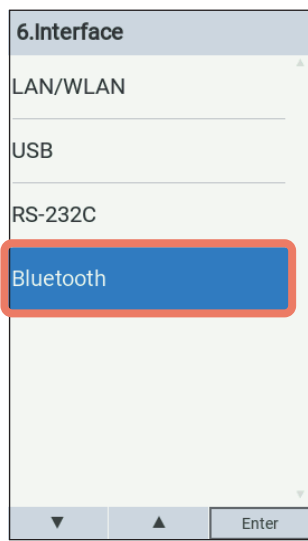 6.Interface
LAN/WLAN
USB
RS-232C
Bluetooth
▼ ▲ Enter